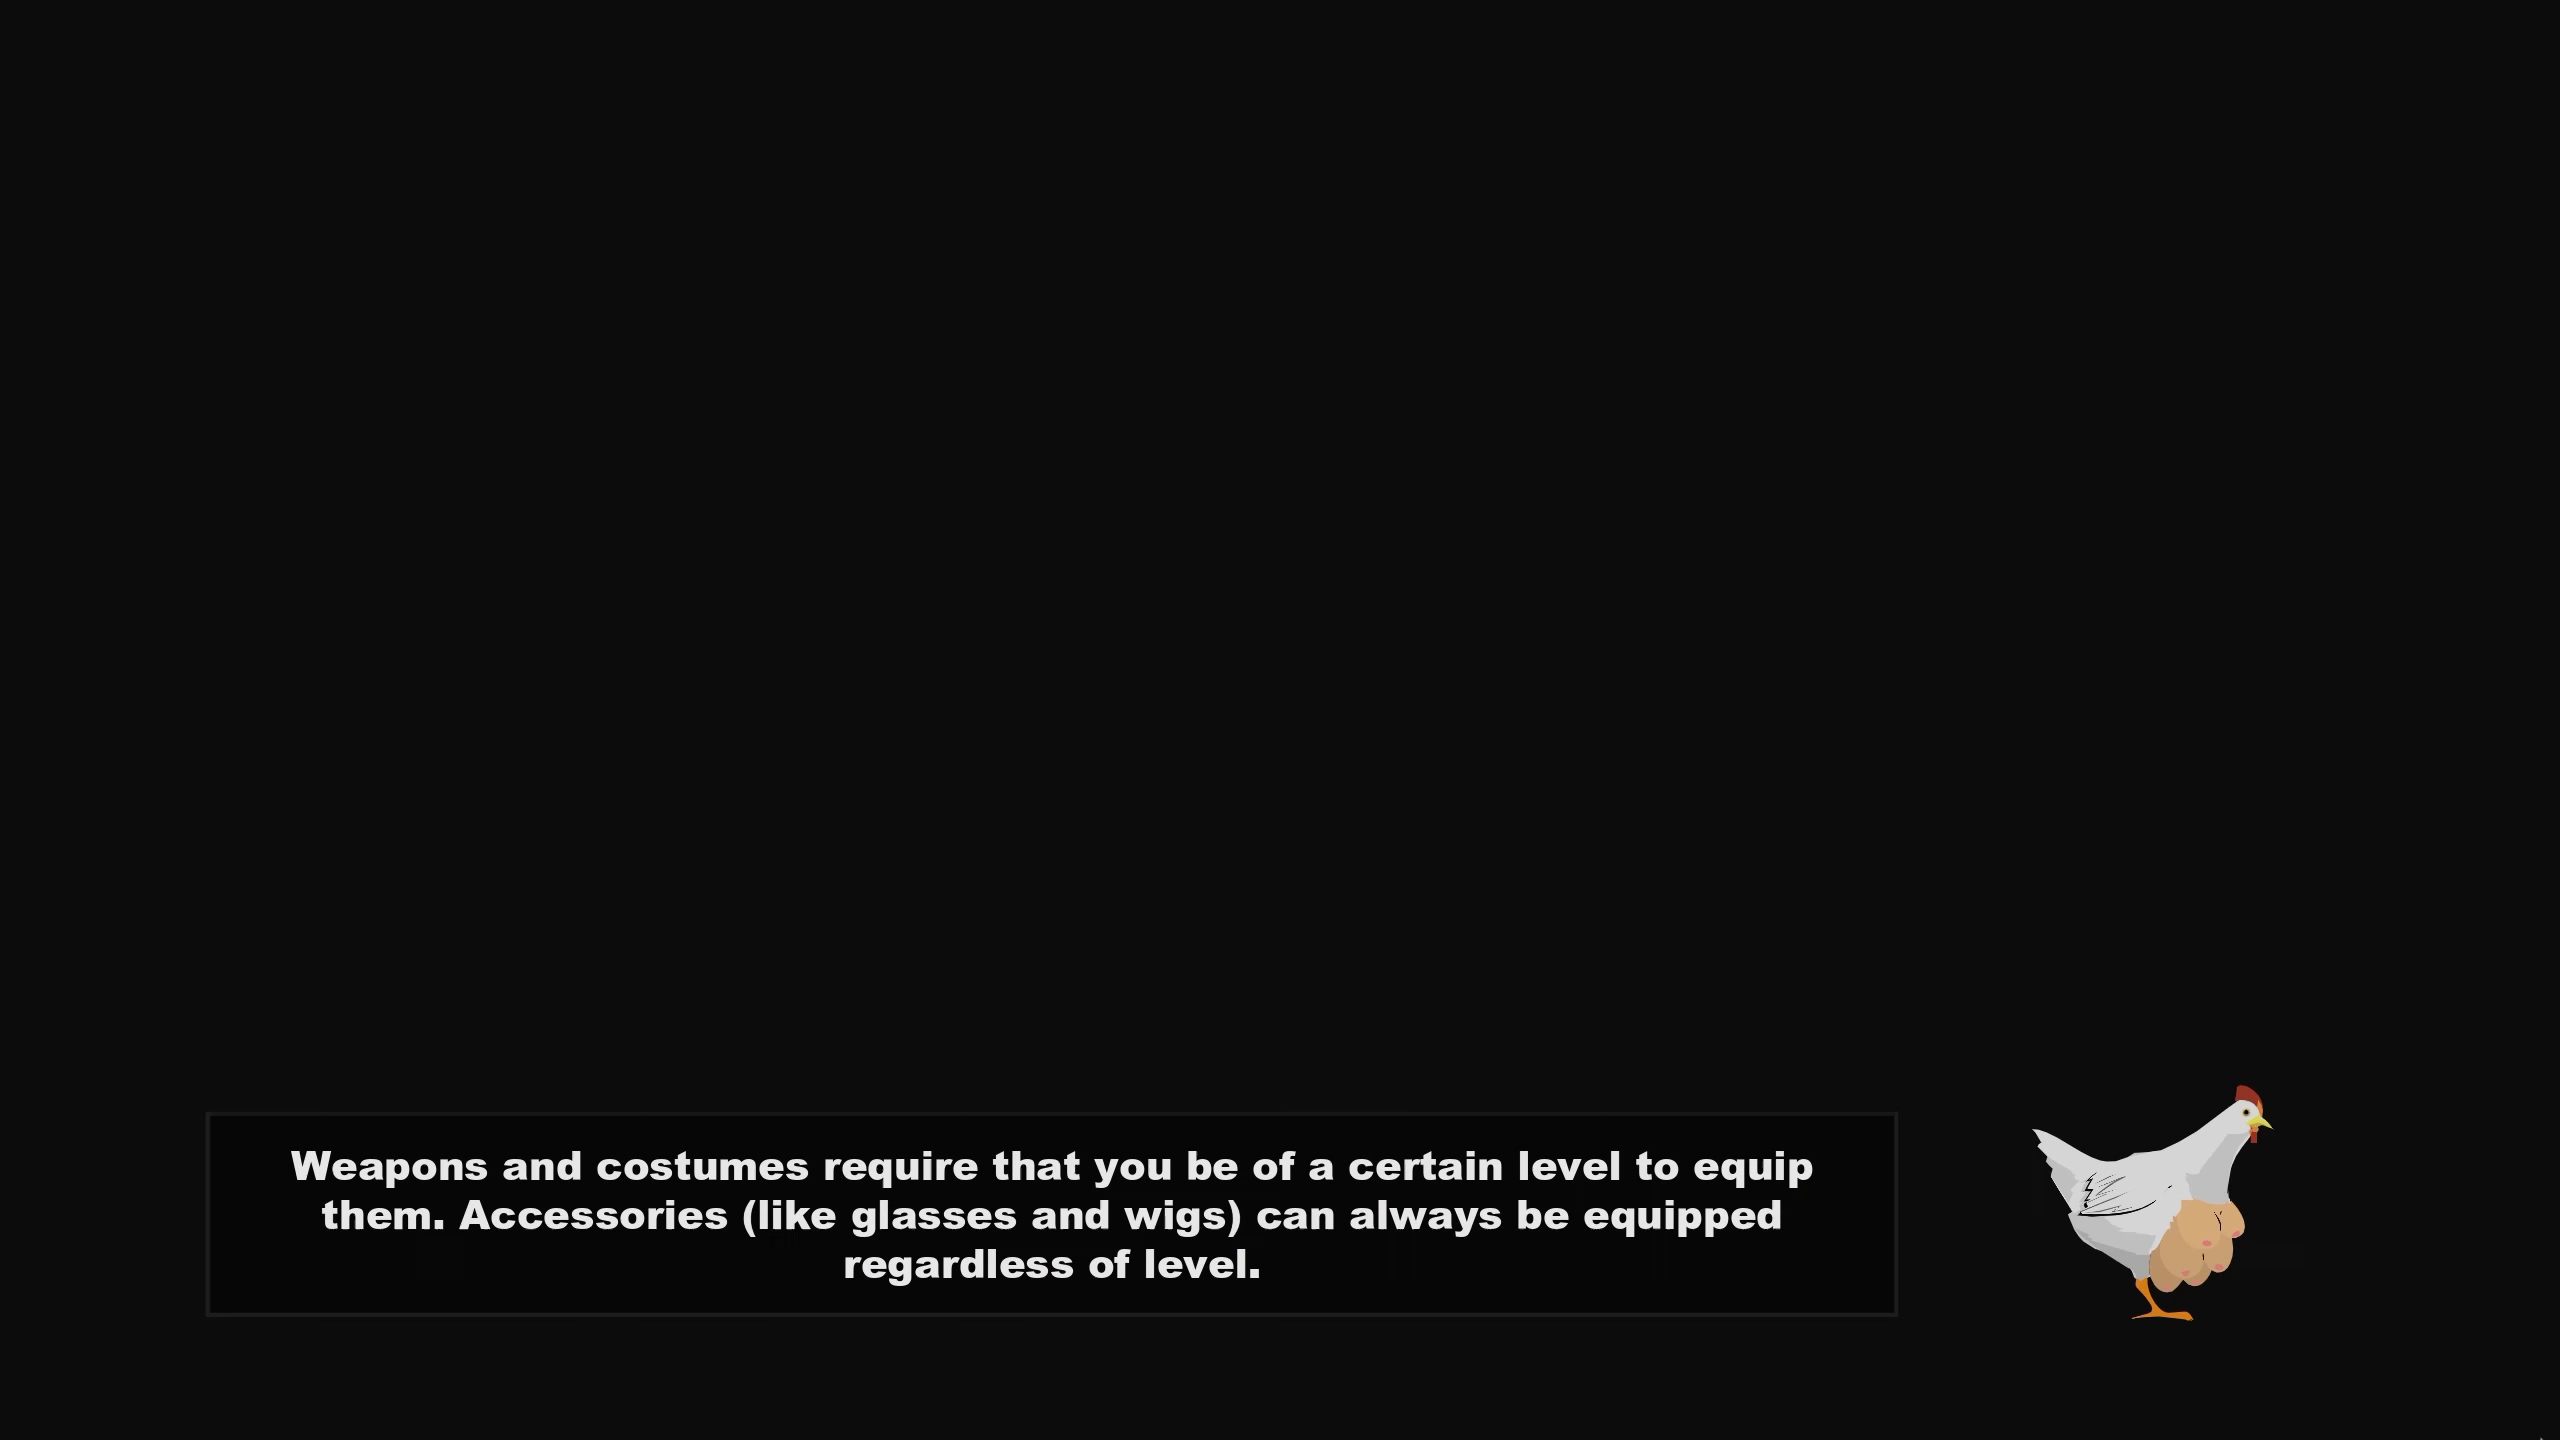 Weapons and costumes require that you be of a certain level to equip
them. Accessories (like glasses and wigs) can always be equipped
regardless of level.